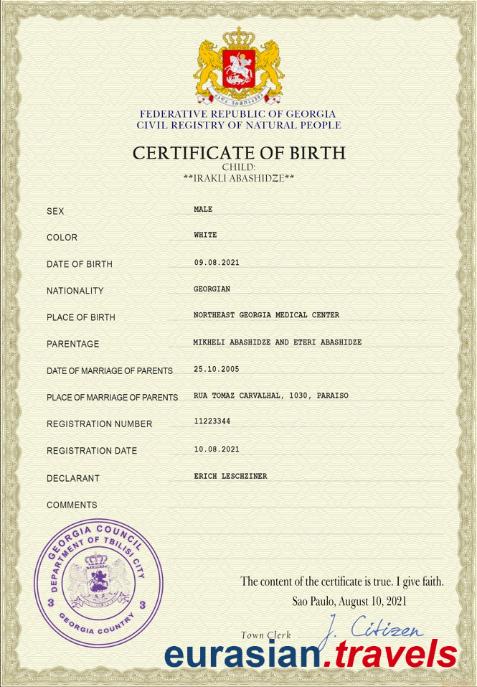 FEDERATIVE REPUBLIC OF GEORGIA
CIVIL REGISTRY OF NATURAL PEOPLE
CERTIFICATE OF BIRTH
CHILD:
**IRAKLI ABASHIDZE**
SEX MALE
COLOR WHITE
DATE OF BIRTH 09.08.2021
NATIONALITY GEORGIAN
PLACE OF BIRTH NORTHEAST GEORGIA MEDICAL CENTER
PARENTAGE MIKHELI ABASHIDZE AND ETERI ABASHIDZE
DATE OF MARRIAGE OF PARENTS 25.10.2005
PLACE OF MARRIAGE OF PARENTS RUA TOMAZ CARVALHAL, 1030, PARAISO
REGISTRATION NUMBER 11223344
REGISTRATION DATE 10.08.2021
DECLARANT ERICH LESCHZINER
COMMENTS
GEORGIA COUNCIL
DEPARTMENT OF TBILISI CITY
3 3
GEORGIA COUNTRY
The content of the certificate is true. I give faith.
Sao Paulo, August 10, 2021
Town Clerk J. Citizen
eurasian.travels